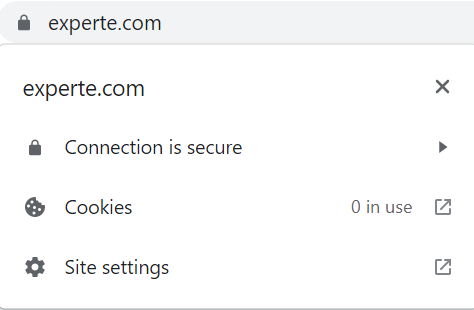 experte.com
experte.com
Connection is secure
Cookies 0 in use
Site settings